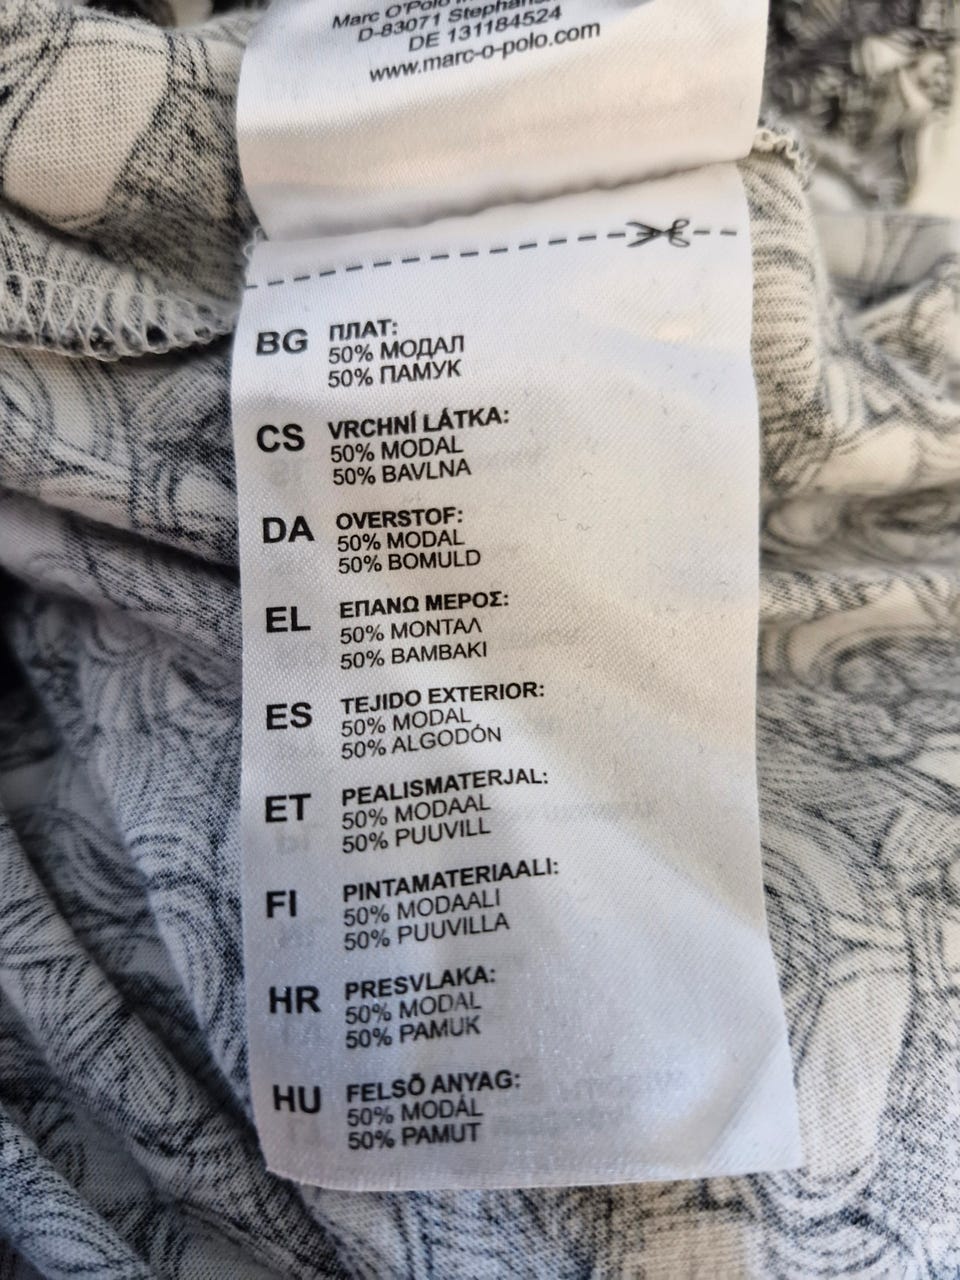 Marc O'Polo
D-83071
DE 131184524
www.marc-o-polo.com
BG ПЛАТ:
50% МОДАЛ
50% ПАМУК
CS VRCHNÍ LÁTKA:
50% MODAL
50% BAVLNA
DA OVERSTOF:
50% MODAL
50% BOMULD
EL ΕΠΑΝΩ ΜΕΡΟΣ:
50% ΜΟΝΤΑΛ
50% ΒΑΜΒΑΚΙ
ES TEJIDO EXTERIOR:
50% MODAL
50% ALGODÓN
ET PEALISMATERJAL:
50% MODAAL
50% PUUVILL
FI PINTAMATERIAALI:
50% MODAALI
50% PUUVILLA
HR PRESVLAKA:
50% MODAL
50% PAMUK
HU FELSŐ ANYAG:
50% MODÁL
50% PAMUT